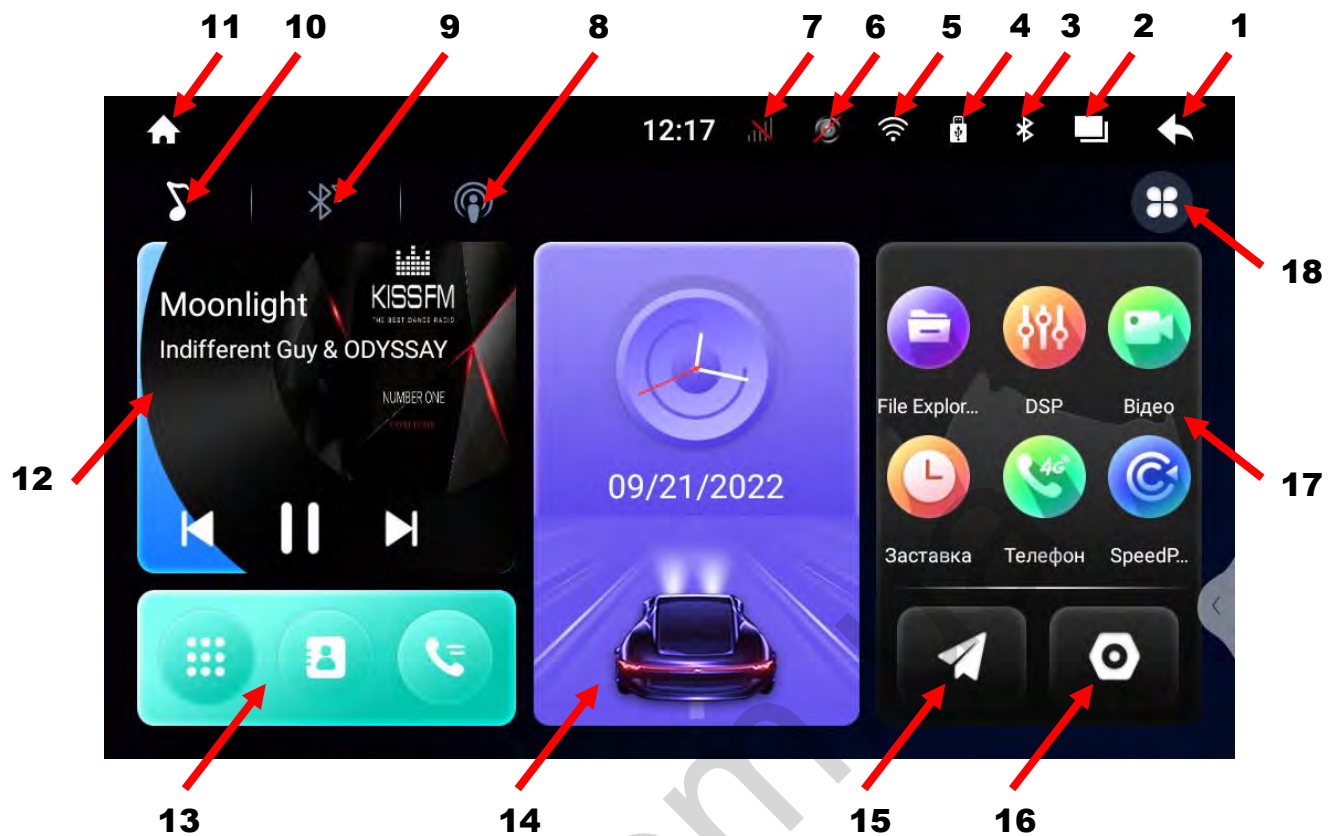 11 10 9 8 7 6 5 4 3 2 1
12:17
18
Moonlight
Indifferent Guy & ODYSSAY
KISSFM
THE BEST DANCE RADIO
NUMBER ONE
12
09/21/2022
File Explor... DSP Відео
4G
Заставка Телефон SpeedP...
17
13 14 15 16